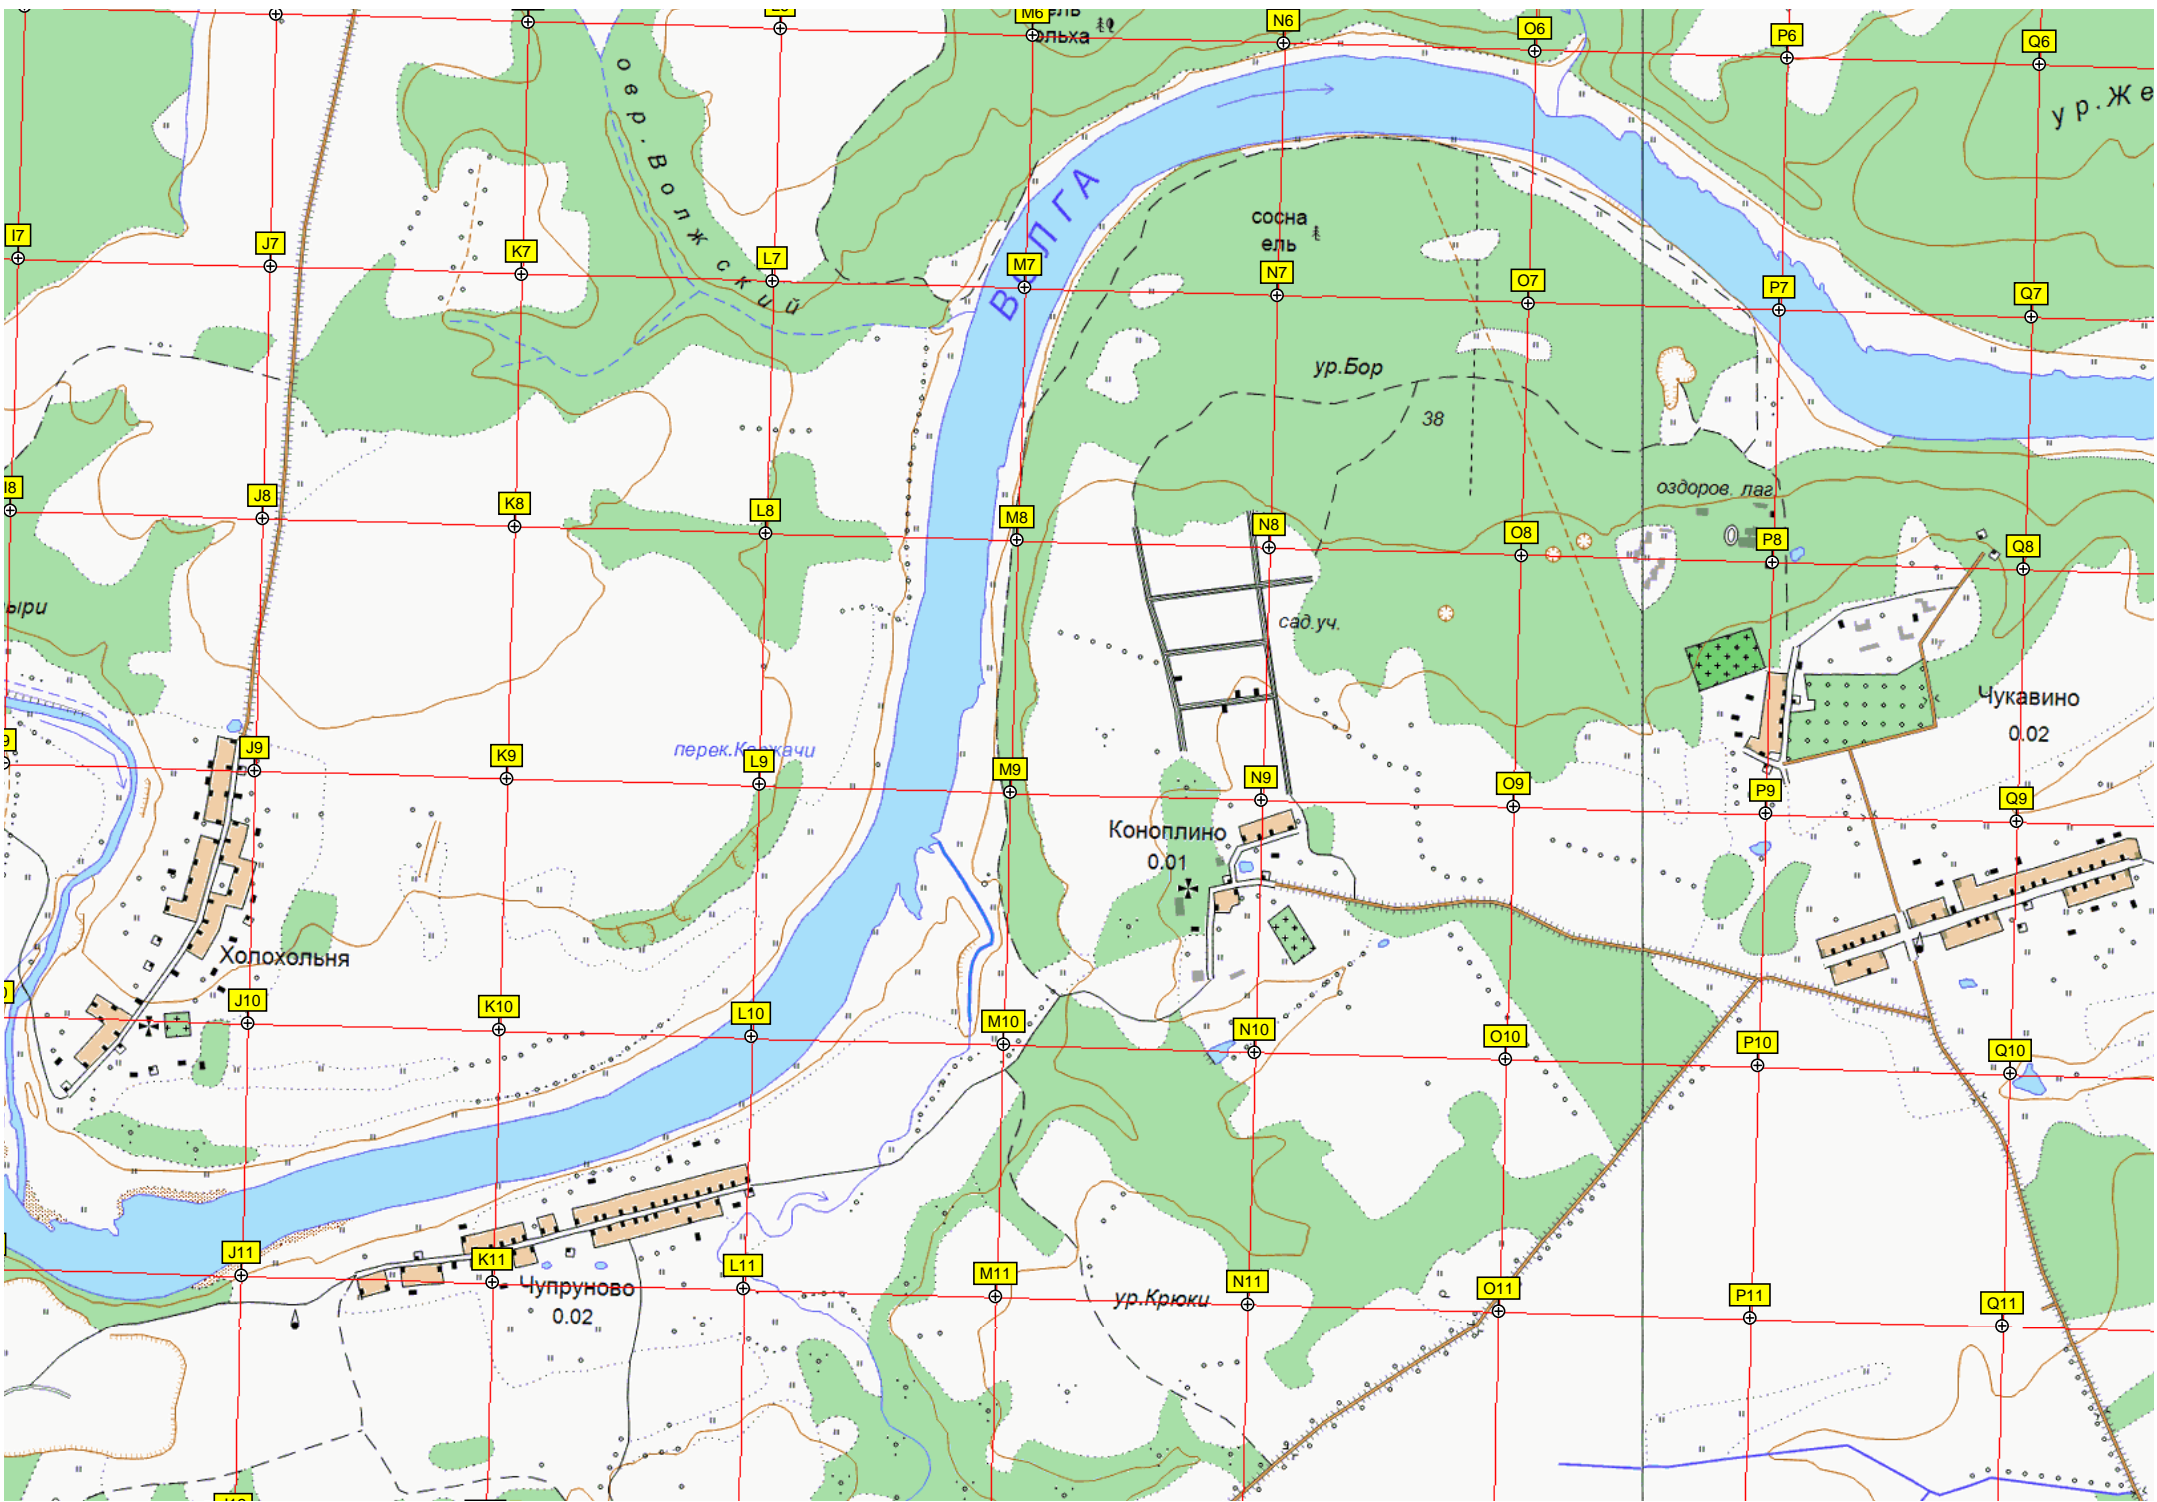 M6
N6
O6
P6
Q6
ольха
овр. Волжский
ур. Же
ВОЛГА
сосна
ель
I7
J7
K7
L7
M7
N7
O7
P7
Q7
ур.Бор
38
I8
J8
K8
L8
M8
N8
O8
P8
Q8
оздоров. лаг
ыри
сад.уч.
Чукавино
0.02
перек.Каржачи
J9
K9
L9
M9
N9
O9
P9
Q9
Коноплино
0.01
Холохольня
J10
K10
L10
M10
N10
O10
P10
Q10
J11
K11
L11
M11
N11
O11
P11
Q11
Чупруново
0.02
ур.Крюки